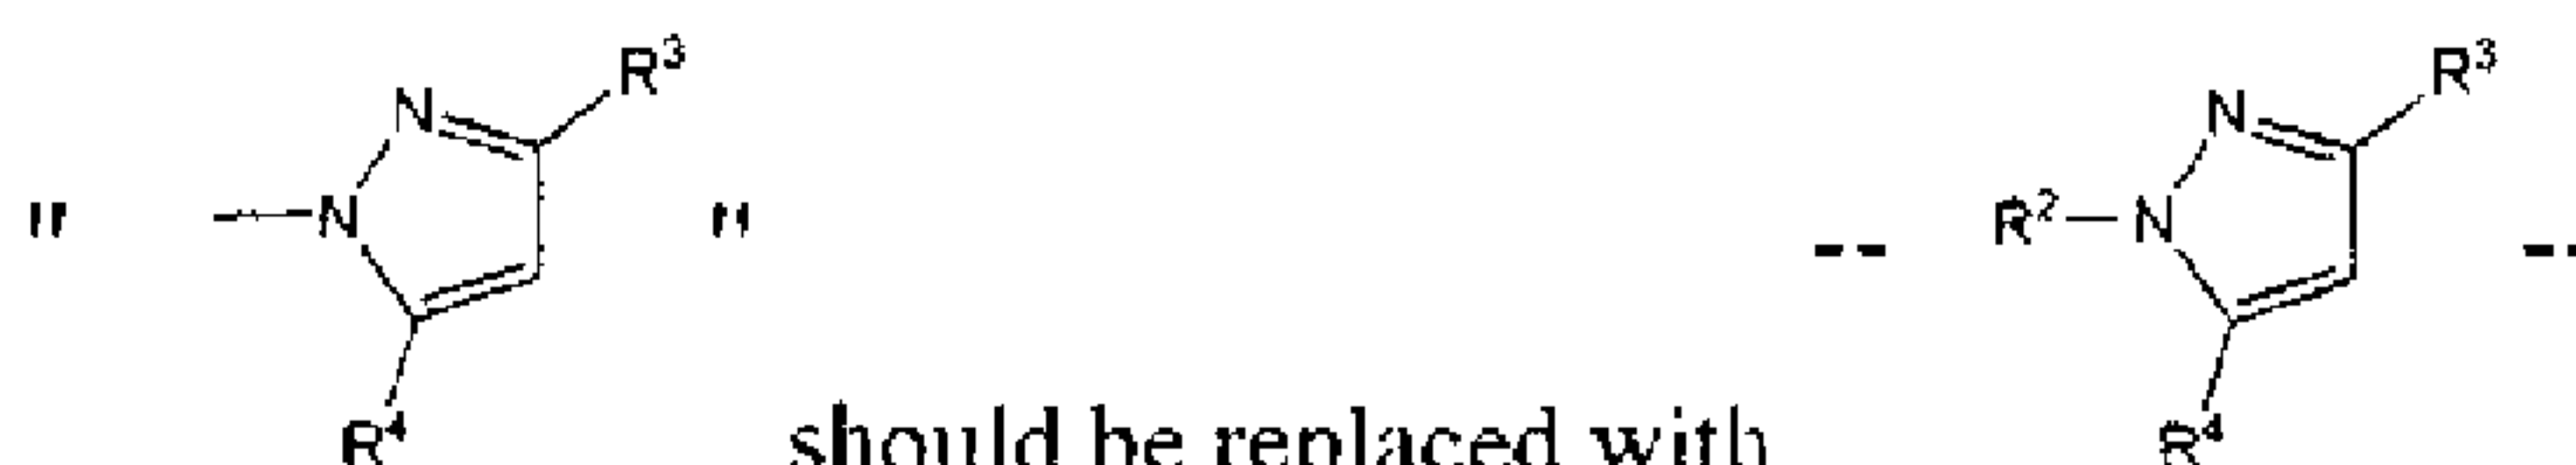 R³ R³
N N
" N " -- R² N --
R⁴ should be replaced with R⁴